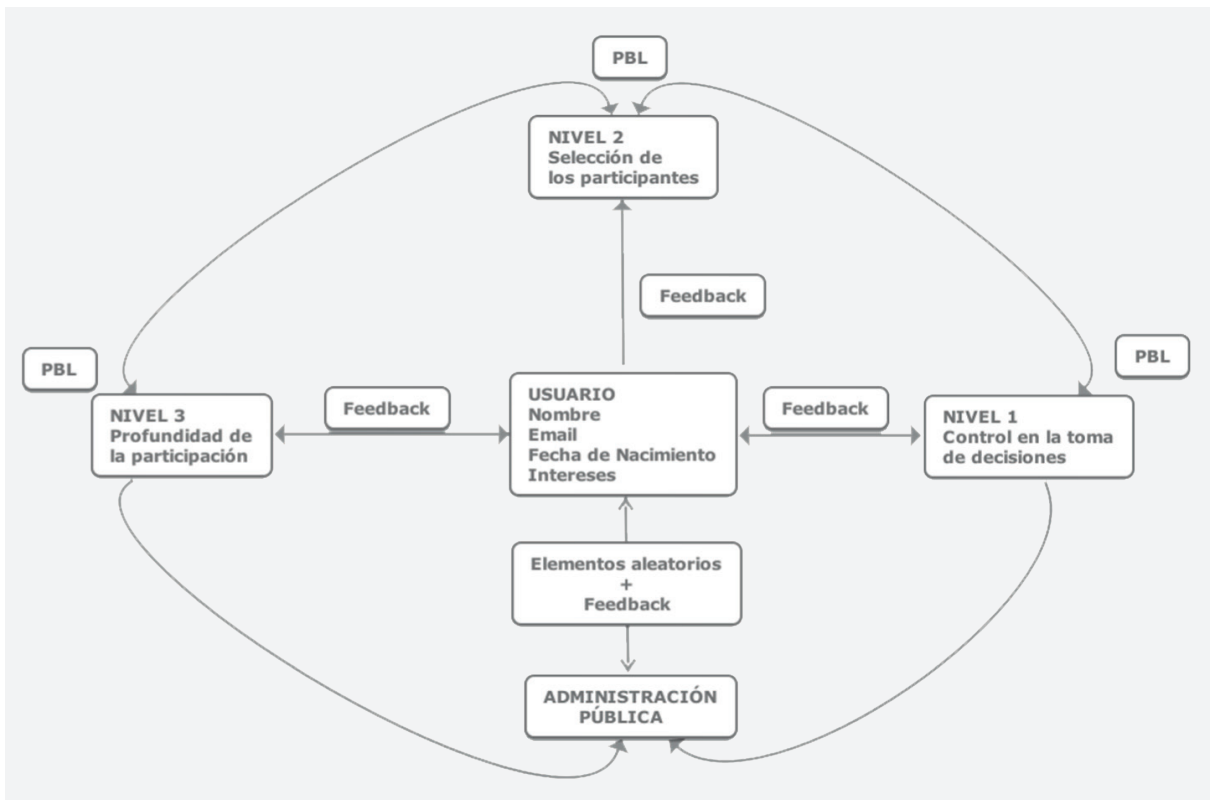 PBL
NIVEL 2
Selección de
los participantes
Feedback
PBL
PBL
NIVEL 3
Profundidad de
la participación
Feedback
USUARIO
Nombre
Email
Fecha de Nacimiento
Intereses
Feedback
NIVEL 1
Control en la toma
de decisiones
Elementos aleatorios
+
Feedback
ADMINISTRACIÓN
PÚBLICA